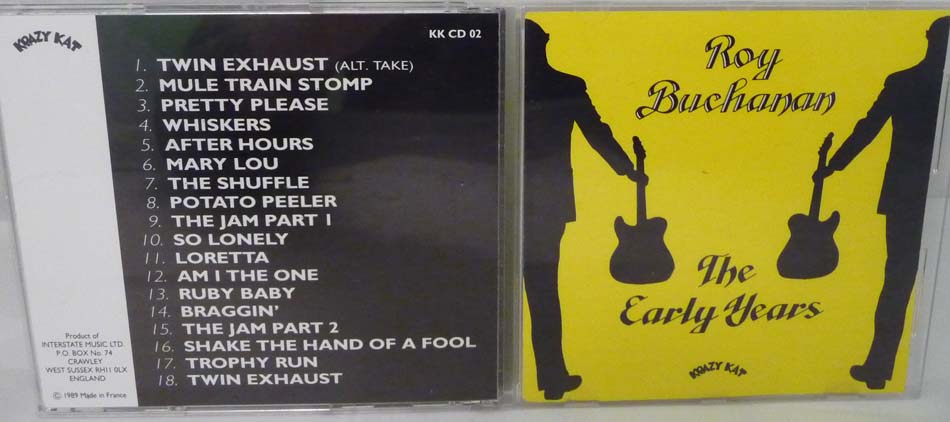 KRAZY KAT
KK CD 02
1. TWIN EXHAUST (ALT. TAKE)
2. MULE TRAIN STOMP
3. PRETTY PLEASE
4. WHISKERS
5. AFTER HOURS
6. MARY LOU
7. THE SHUFFLE
8. POTATO PEELER
9. THE JAM PART 1
10. SO LONELY
11. LORETTA
12. AM I THE ONE
13. RUBY BABY
14. BRAGGIN'
15. THE JAM PART 2
16. SHAKE THE HAND OF A FOOL
17. TROPHY RUN
18. TWIN EXHAUST
Product of
INTERSTATE MUSIC LTD.
P.O. BOX No. 74
CRAWLEY
WEST SUSSEX RH11 0LX
ENGLAND
© 1989 Made in France
Roy
Buchanan
The
Early Years
KRAZY KAT